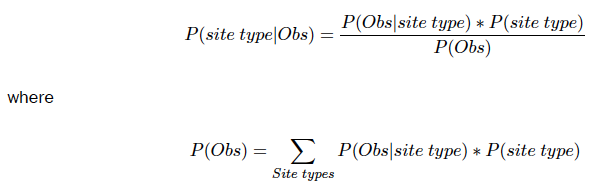 P(site type|Obs) = P(Obs|site type) * P(site type) / P(Obs)
where
P(Obs) = ∑ Site types P(Obs|site type) * P(site type)